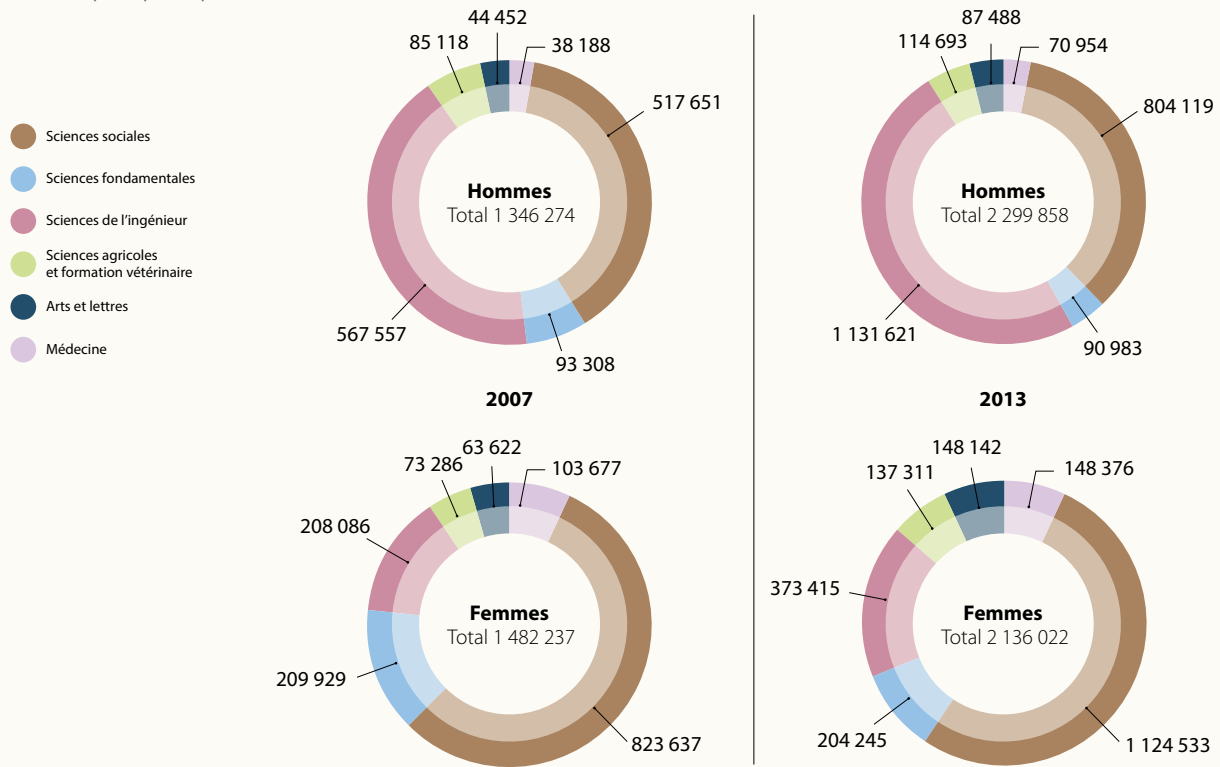 Sciences sociales
Sciences fondamentales
Sciences de l'ingénieur
Sciences agricoles
et formation vétérinaire
Arts et lettres
Médecine
44 452
85 118
38 188
517 651
Hommes
Total 1 346 274
567 557
93 308
2007
63 622
73 286
103 677
208 086
Femmes
Total 1 482 237
209 929
823 637
87 488
114 693
70 954
804 119
Hommes
Total 2 299 858
1 131 621
90 983
2013
148 142
137 311
148 376
373 415
Femmes
Total 2 136 022
204 245
1 124 533